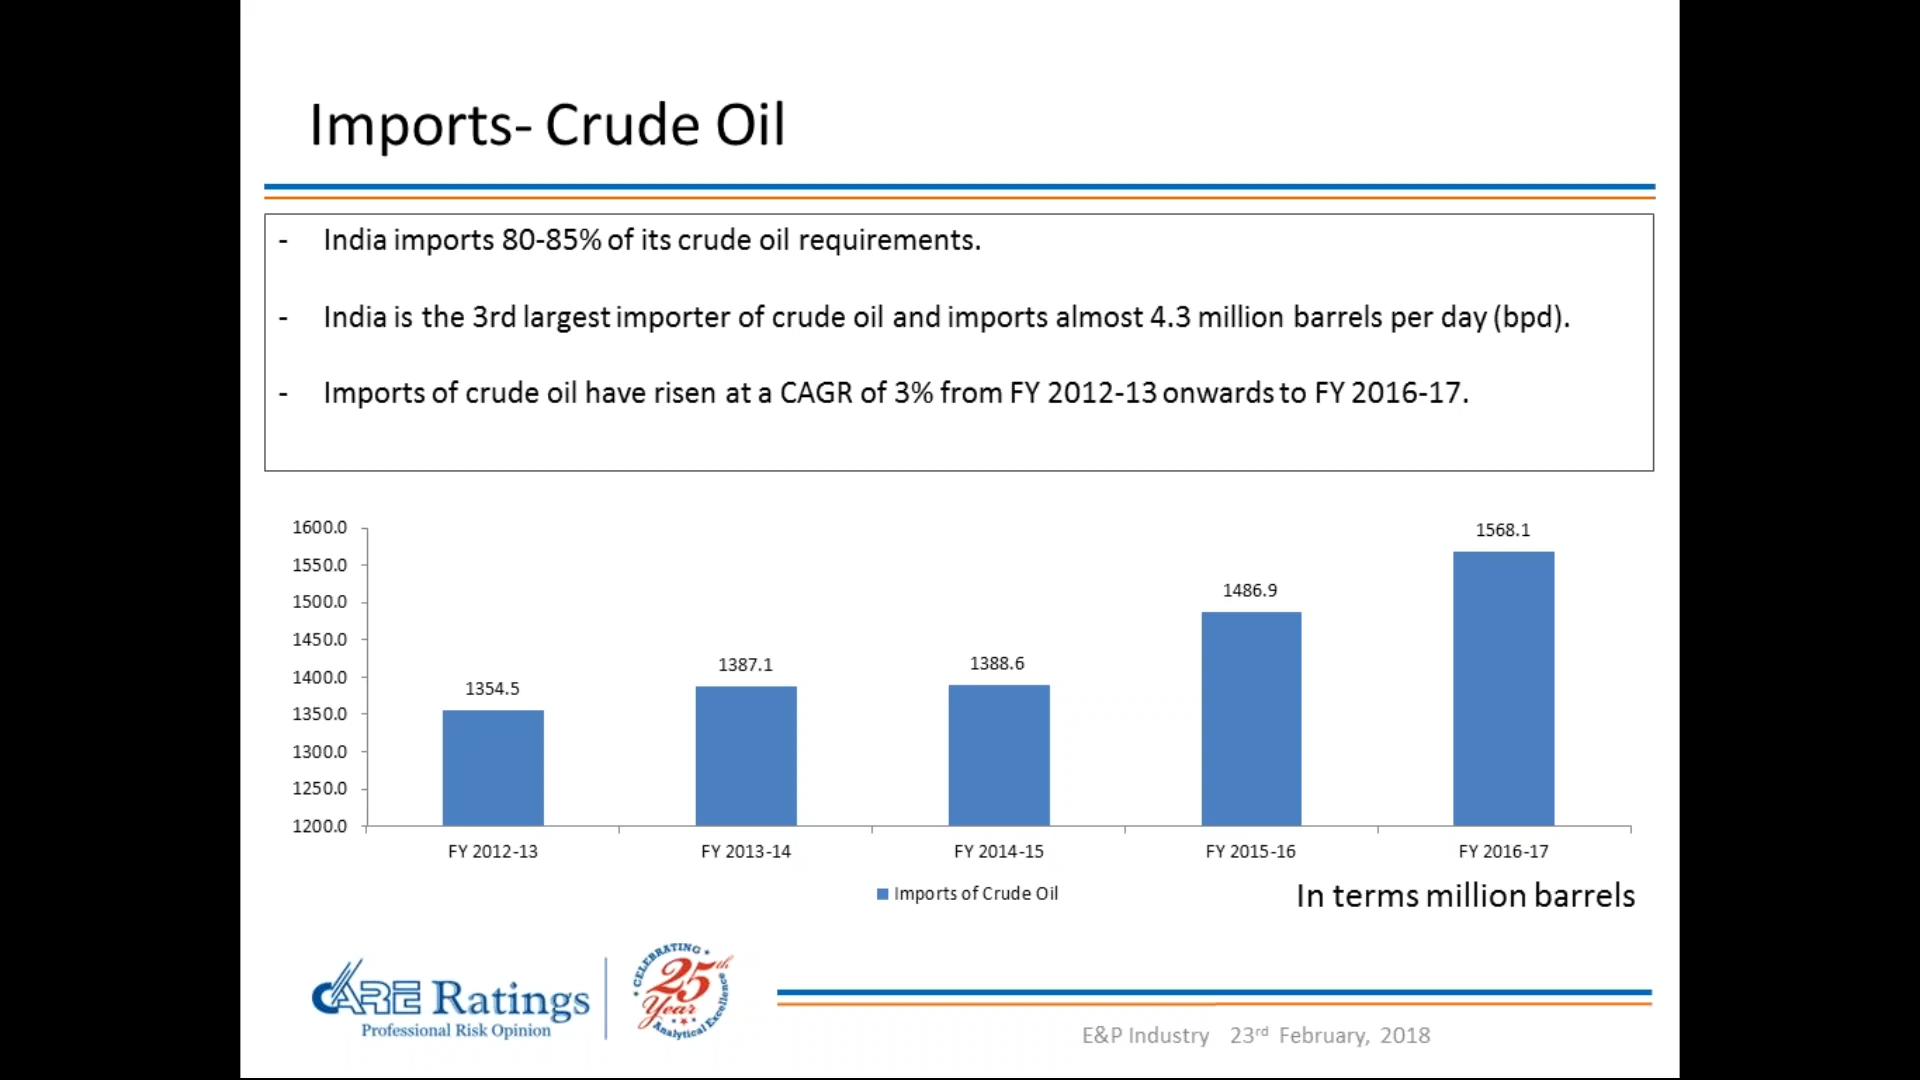 Imports- Crude Oil
- India imports 80-85% of its crude oil requirements.
- India is the 3rd largest importer of crude oil and imports almost 4.3 million barrels per day (bpd).
- Imports of crude oil have risen at a CAGR of 3% from FY 2012-13 onwards to FY 2016-17.
1600.0
1550.0
1500.0
1450.0
1400.0
1350.0
1300.0
1250.0
1200.0
1354.5
1387.1
1388.6
1486.9
1568.1
FY 2012-13
FY 2013-14
FY 2014-15
FY 2015-16
FY 2016-17
Imports of Crude Oil
In terms million barrels
CARE Ratings
Professional Risk Opinion
CELEBRATING
25th
Year
Analytical Excellence
E&P Industry 23rd February, 2018